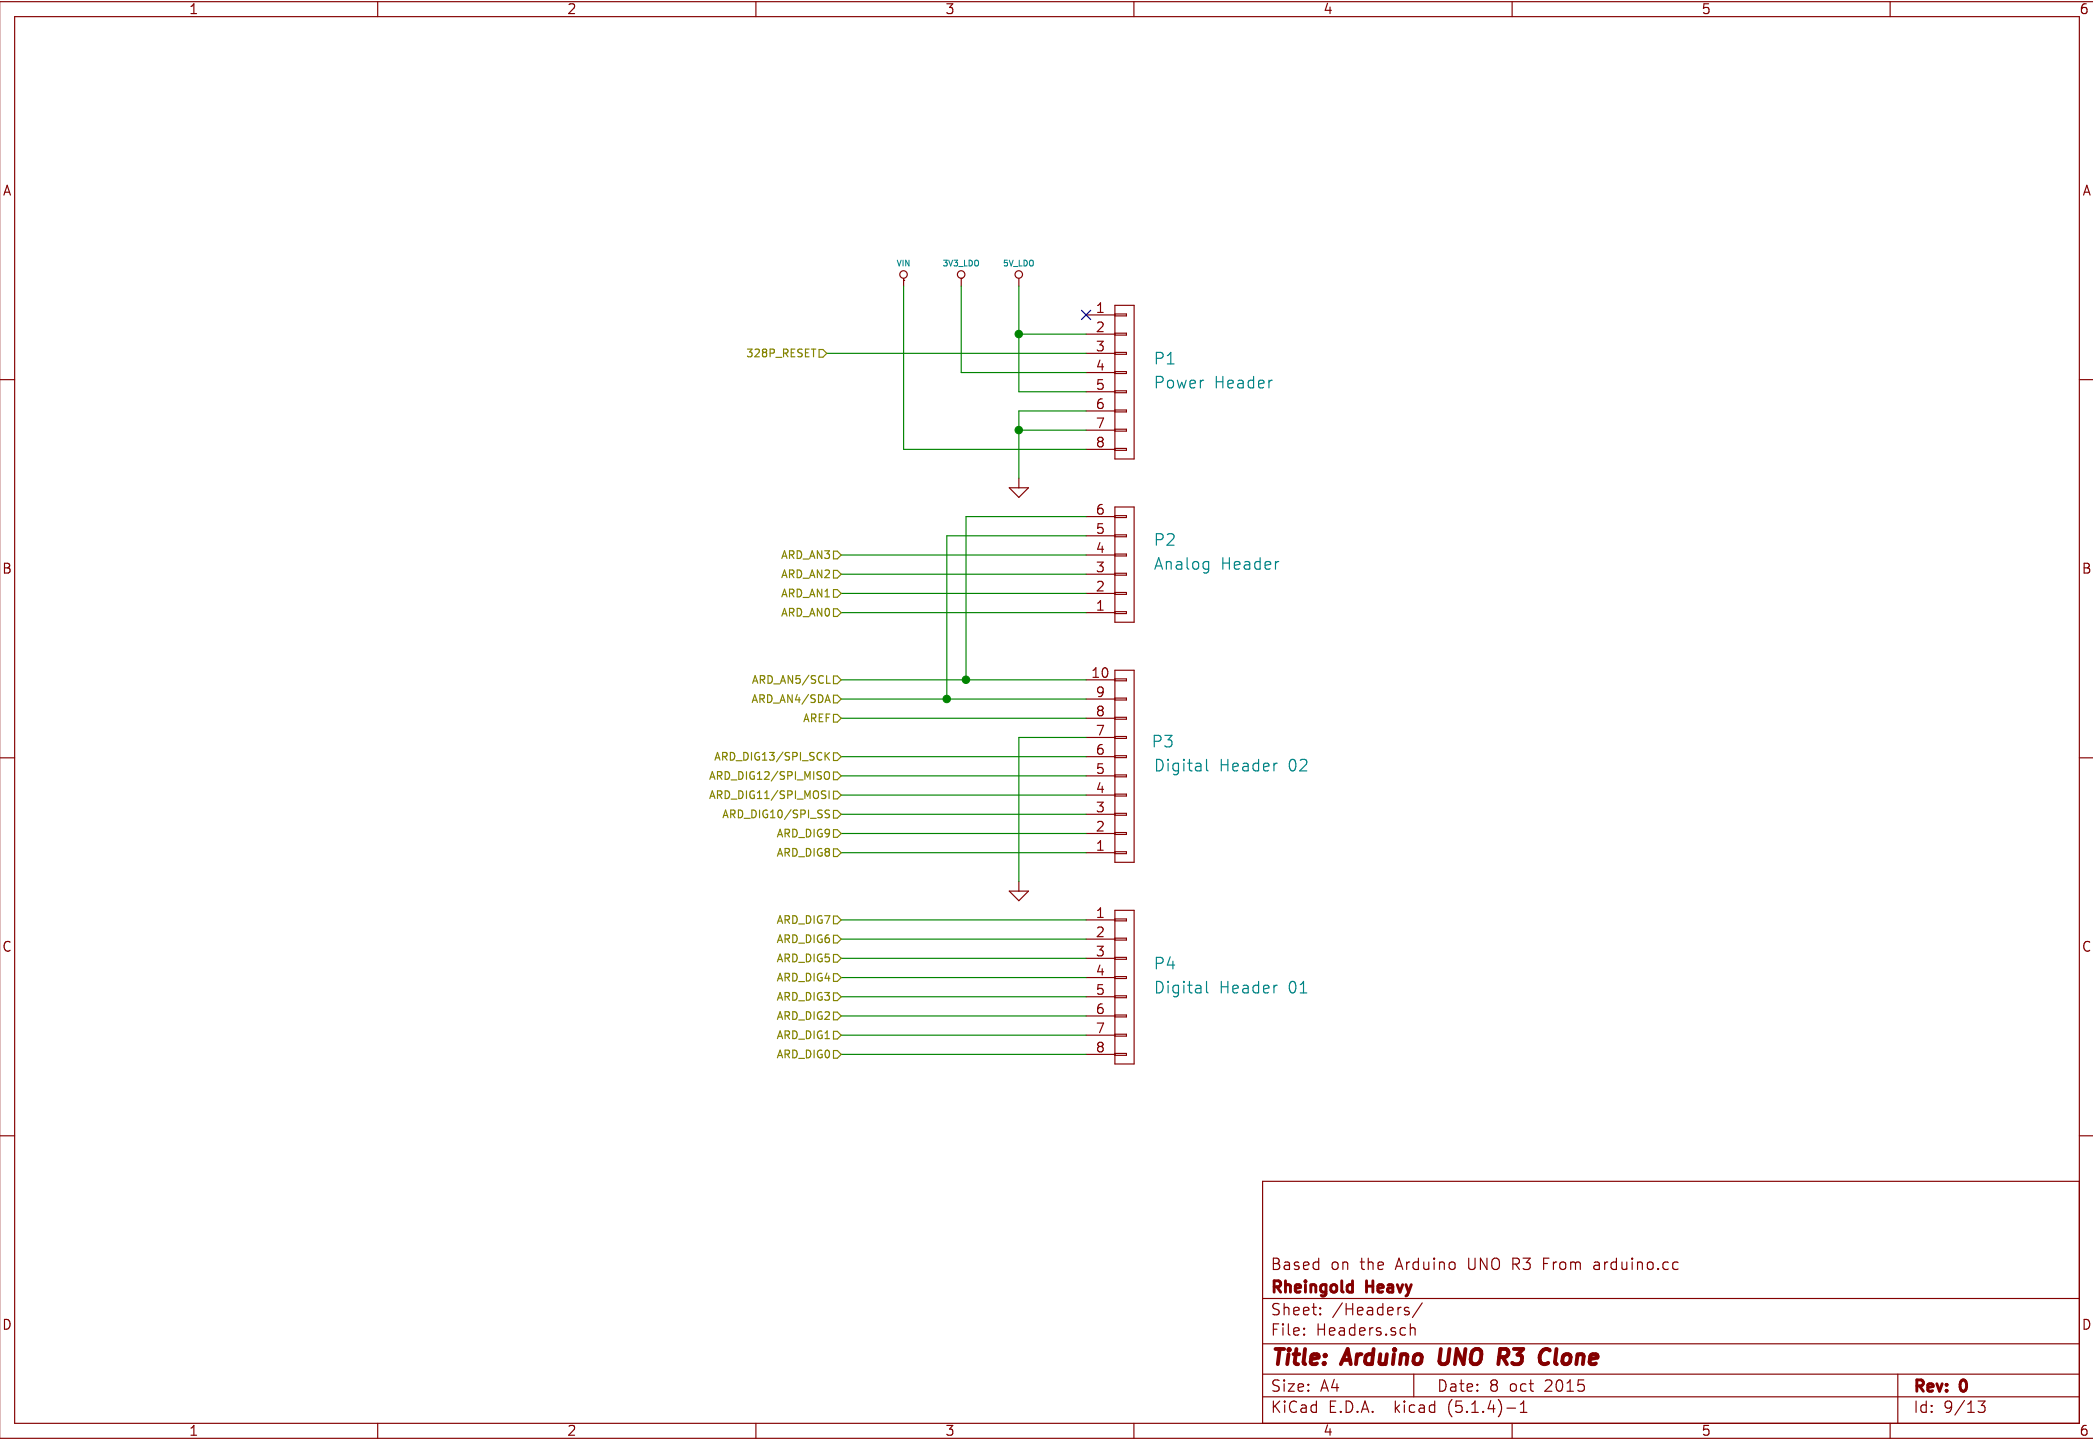 1 2 3 4 5 6
A A
VIN 3V3_LDO 5V_LDO
1
2
328P_RESET 3
4
5
6
7
8
P1
Power Header
B B
6
5
ARD_AN3 4
ARD_AN2 3
ARD_AN1 2
ARD_AN0 1
P2
Analog Header
ARD_AN5/SCL 10
ARD_AN4/SDA 9
AREF 8
7
ARD_DIG13/SPI_SCK 6
ARD_DIG12/SPI_MISO 5
ARD_DIG11/SPI_MOSI 4
ARD_DIG10/SPI_SS 3
ARD_DIG9 2
ARD_DIG8 1
P3
Digital Header 02
C C
ARD_DIG7 1
ARD_DIG6 2
ARD_DIG5 3
ARD_DIG4 4
ARD_DIG3 5
ARD_DIG2 6
ARD_DIG1 7
ARD_DIG0 8
P4
Digital Header 01
D D
Based on the Arduino UNO R3 From arduino.cc
Rheingold Heavy
Sheet: /Headers/
File: Headers.sch
Title: Arduino UNO R3 Clone
Size: A4 Date: 8 oct 2015 Rev: 0
KiCad E.D.A. kicad (5.1.4)-1 Id: 9/13
1 2 3 4 5 6